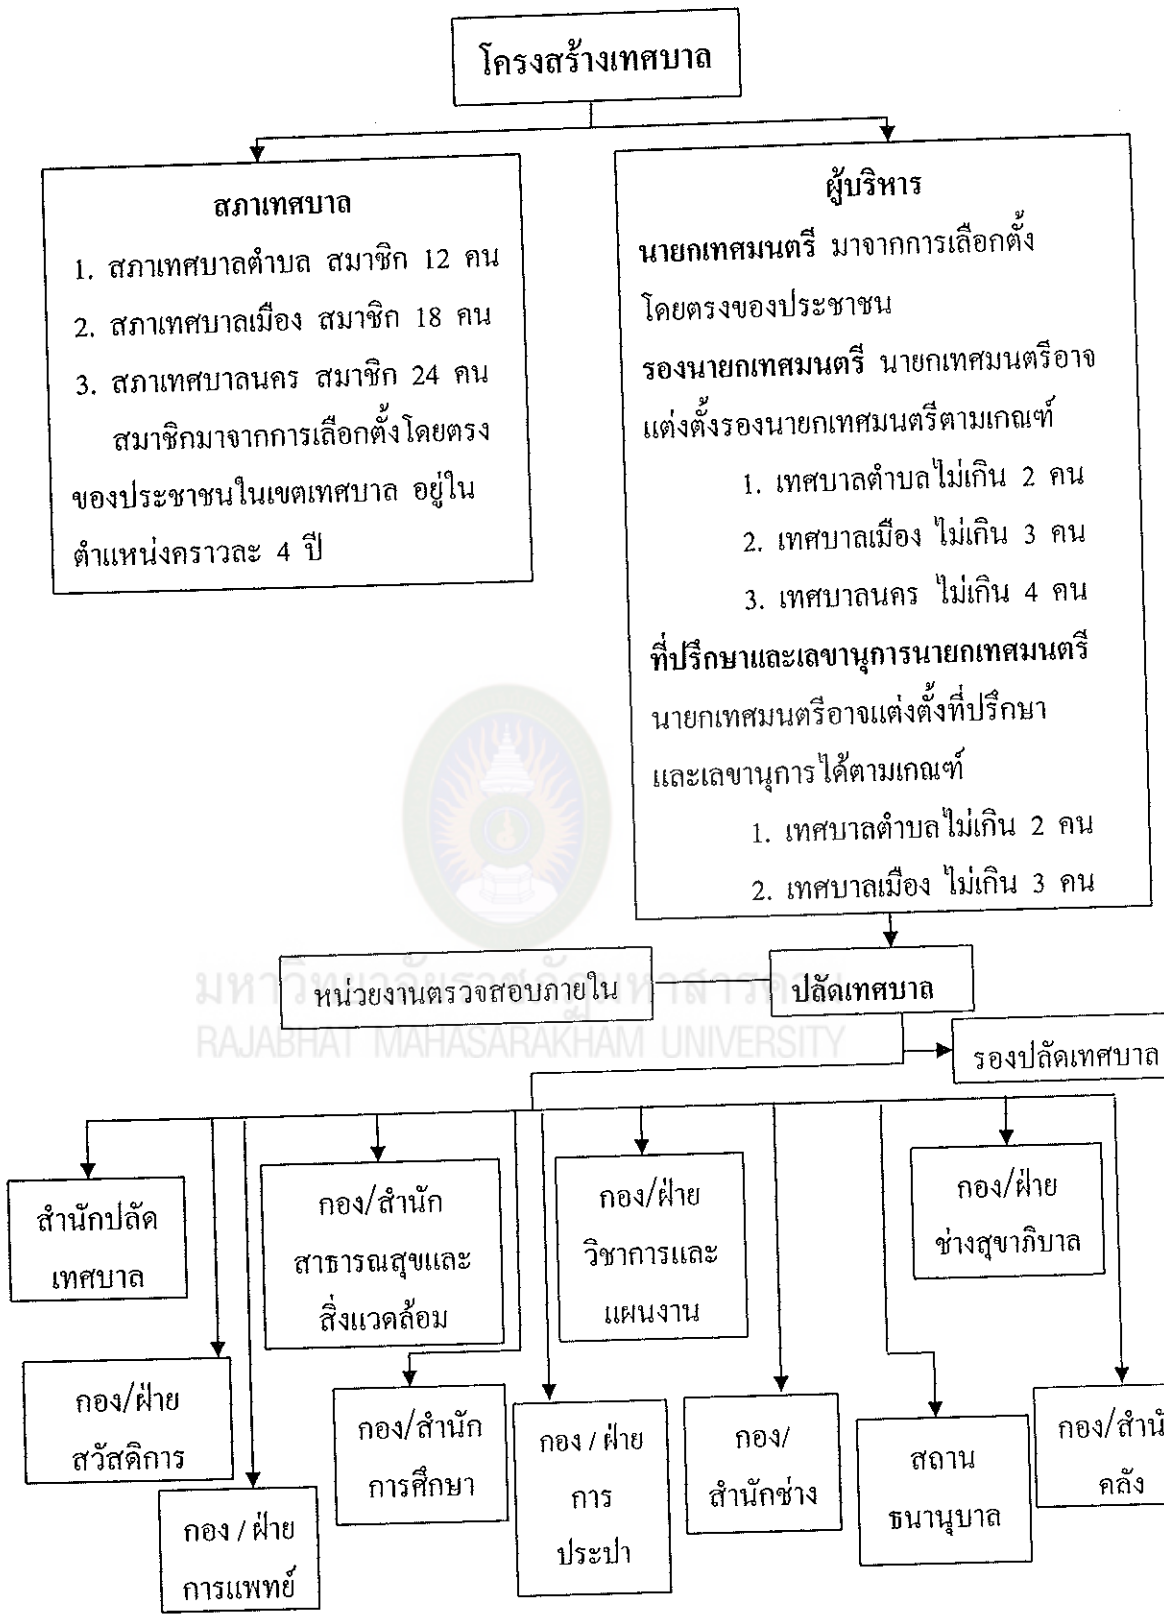 โครงสร้างเทศบาล
สภาเทศบาล
1. สภาเทศบาลตำบล สมาชิก 12 คน
2. สภาเทศบาลเมือง สมาชิก 18 คน
3. สภาเทศบาลนคร สมาชิก 24 คน
สมาชิกมาจากการเลือกตั้งโดยตรง
ของประชาชนในเขตเทศบาล อยู่ใน
ตำแหน่งคราวละ 4 ปี
ผู้บริหาร
นายกเทศมนตรี มาจากการเลือกตั้ง
โดยตรงของประชาชน
รองนายกเทศมนตรี นายกเทศมนตรีอาจ
แต่งตั้งรองนายกเทศมนตรีตามเกณฑ์
1. เทศบาลตำบลไม่เกิน 2 คน
2. เทศบาลเมือง ไม่เกิน 3 คน
3. เทศบาลนคร ไม่เกิน 4 คน
ที่ปรึกษาและเลขานุการนายกเทศมนตรี
นายกเทศมนตรีอาจแต่งตั้งที่ปรึกษา
และเลขานุการได้ตามเกณฑ์
1. เทศบาลตำบลไม่เกิน 2 คน
2. เทศบาลเมือง ไม่เกิน 3 คน
หน่วยงานตรวจสอบภายใน
ปลัดเทศบาล
มหาวิทยาลัยราชภัฏมหาสารคาม
RAJABHAT MAHASARAKHAM UNIVERSITY
รองปลัดเทศบาล
สำนักปลัด
เทศบาล
กอง/สำนัก
สาธารณสุขและ
สิ่งแวดล้อม
กอง/ฝ่าย
วิชาการและ
แผนงาน
กอง/ฝ่าย
ช่างสุขาภิบาล
กอง/ฝ่าย
สวัสดิการ
กอง / ฝ่าย
การแพทย์
กอง/สำนัก
การศึกษา
กอง / ฝ่าย
การ
ประปา
กอง/
สำนักช่าง
สถาน
ธนานุบาล
กอง/สำนัก
คลัง